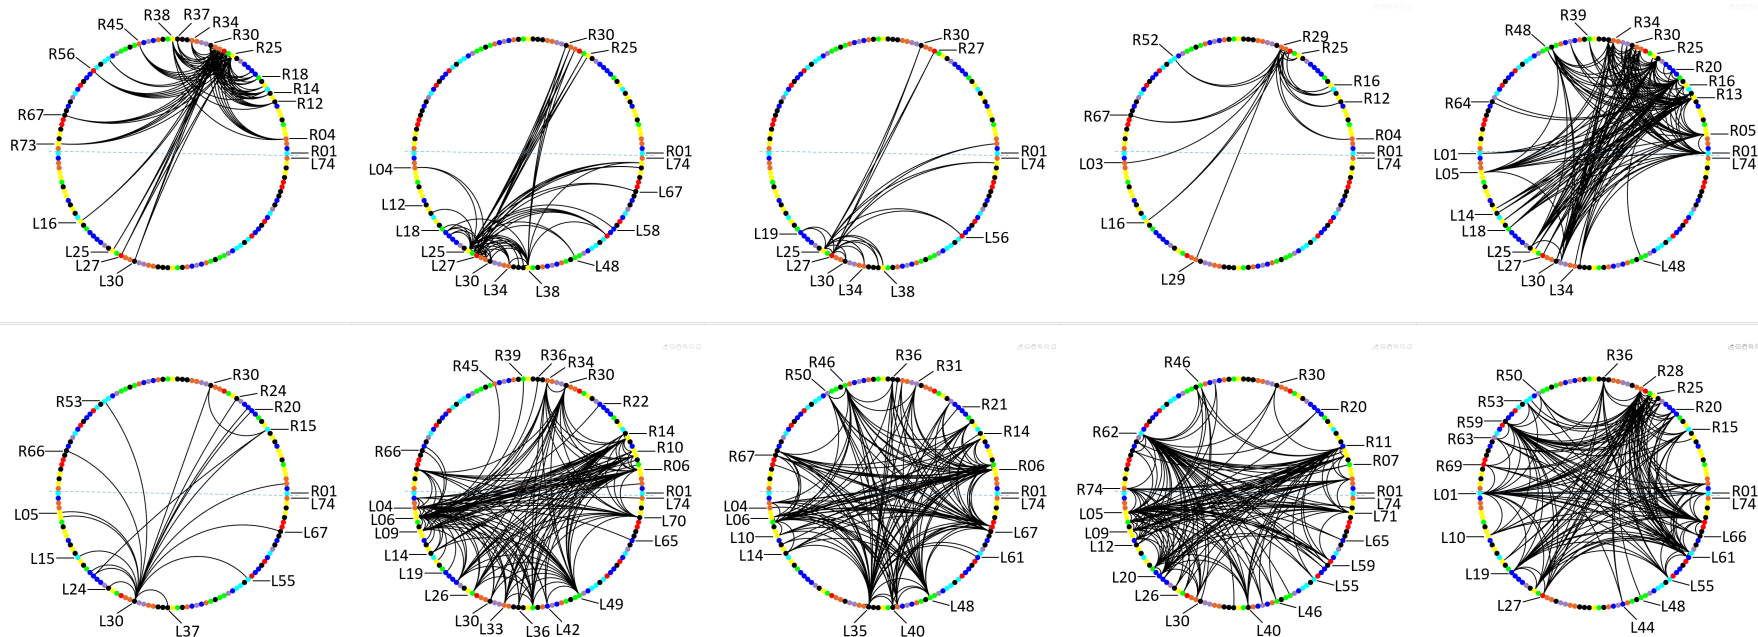 R38 R37 R34 R30 R25 R45 R56 R67 R73 R18 R14 R12 R04 R01 L74 L16 L25 L27 L30
R30 R25 R01 L74 L67 L58 L48 L38 L34 L30 L27 L25 L18 L12 L04
R30 R27 R01 L74 L56 L38 L34 L30 L27 L25 L19
R52 R29 R25 R16 R12 R04 R01 L74 R67 L03 L16 L29
R39 R34 R30 R25 R20 R16 R13 R05 R01 L74 R48 R64 L01 L05 L14 L18 L25 L27 L30 L34 L48
R30 R24 R20 R15 R01 L74 L67 L55 L37 L30 L24 L15 L05 R66 R53
R39 R36 R34 R30 R22 R14 R10 R06 R01 L74 L70 L65 L49 L42 L36 L33 L30 L26 L19 L14 L09 L06 L04 R66 R45
R46 R36 R31 R21 R14 R06 R01 L74 L67 L61 L48 L40 L35 L14 L10 L06 L04 R67 R50
R46 R30 R20 R11 R07 R01 L74 L71 L65 L59 L55 L46 L40 L30 L26 L20 L12 L09 L05 R74 R62
R36 R28 R25 R20 R15 R01 L74 L66 L61 L55 L48 L44 L27 L19 L10 L01 R69 R63 R59 R53 R50